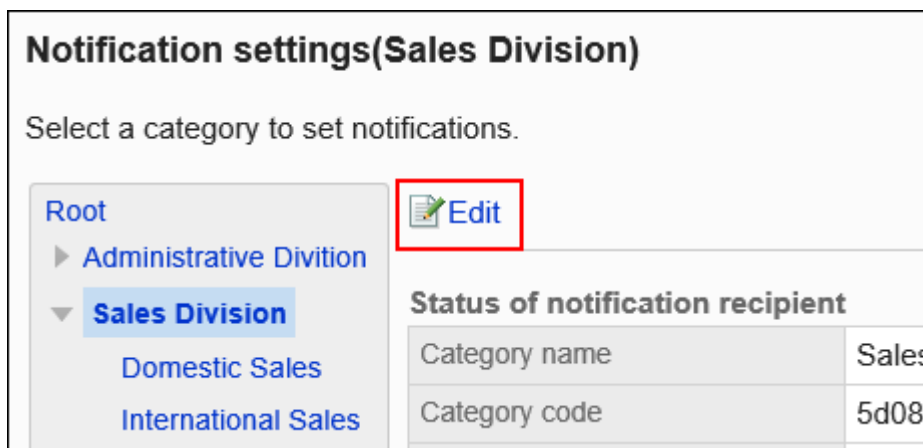 Notification settings(Sales Division)
Select a category to set notifications.
Root
Administrative Divition
Sales Division
Domestic Sales
International Sales
Edit
Status of notification recipient
Category name
Sales
Category code
5d08